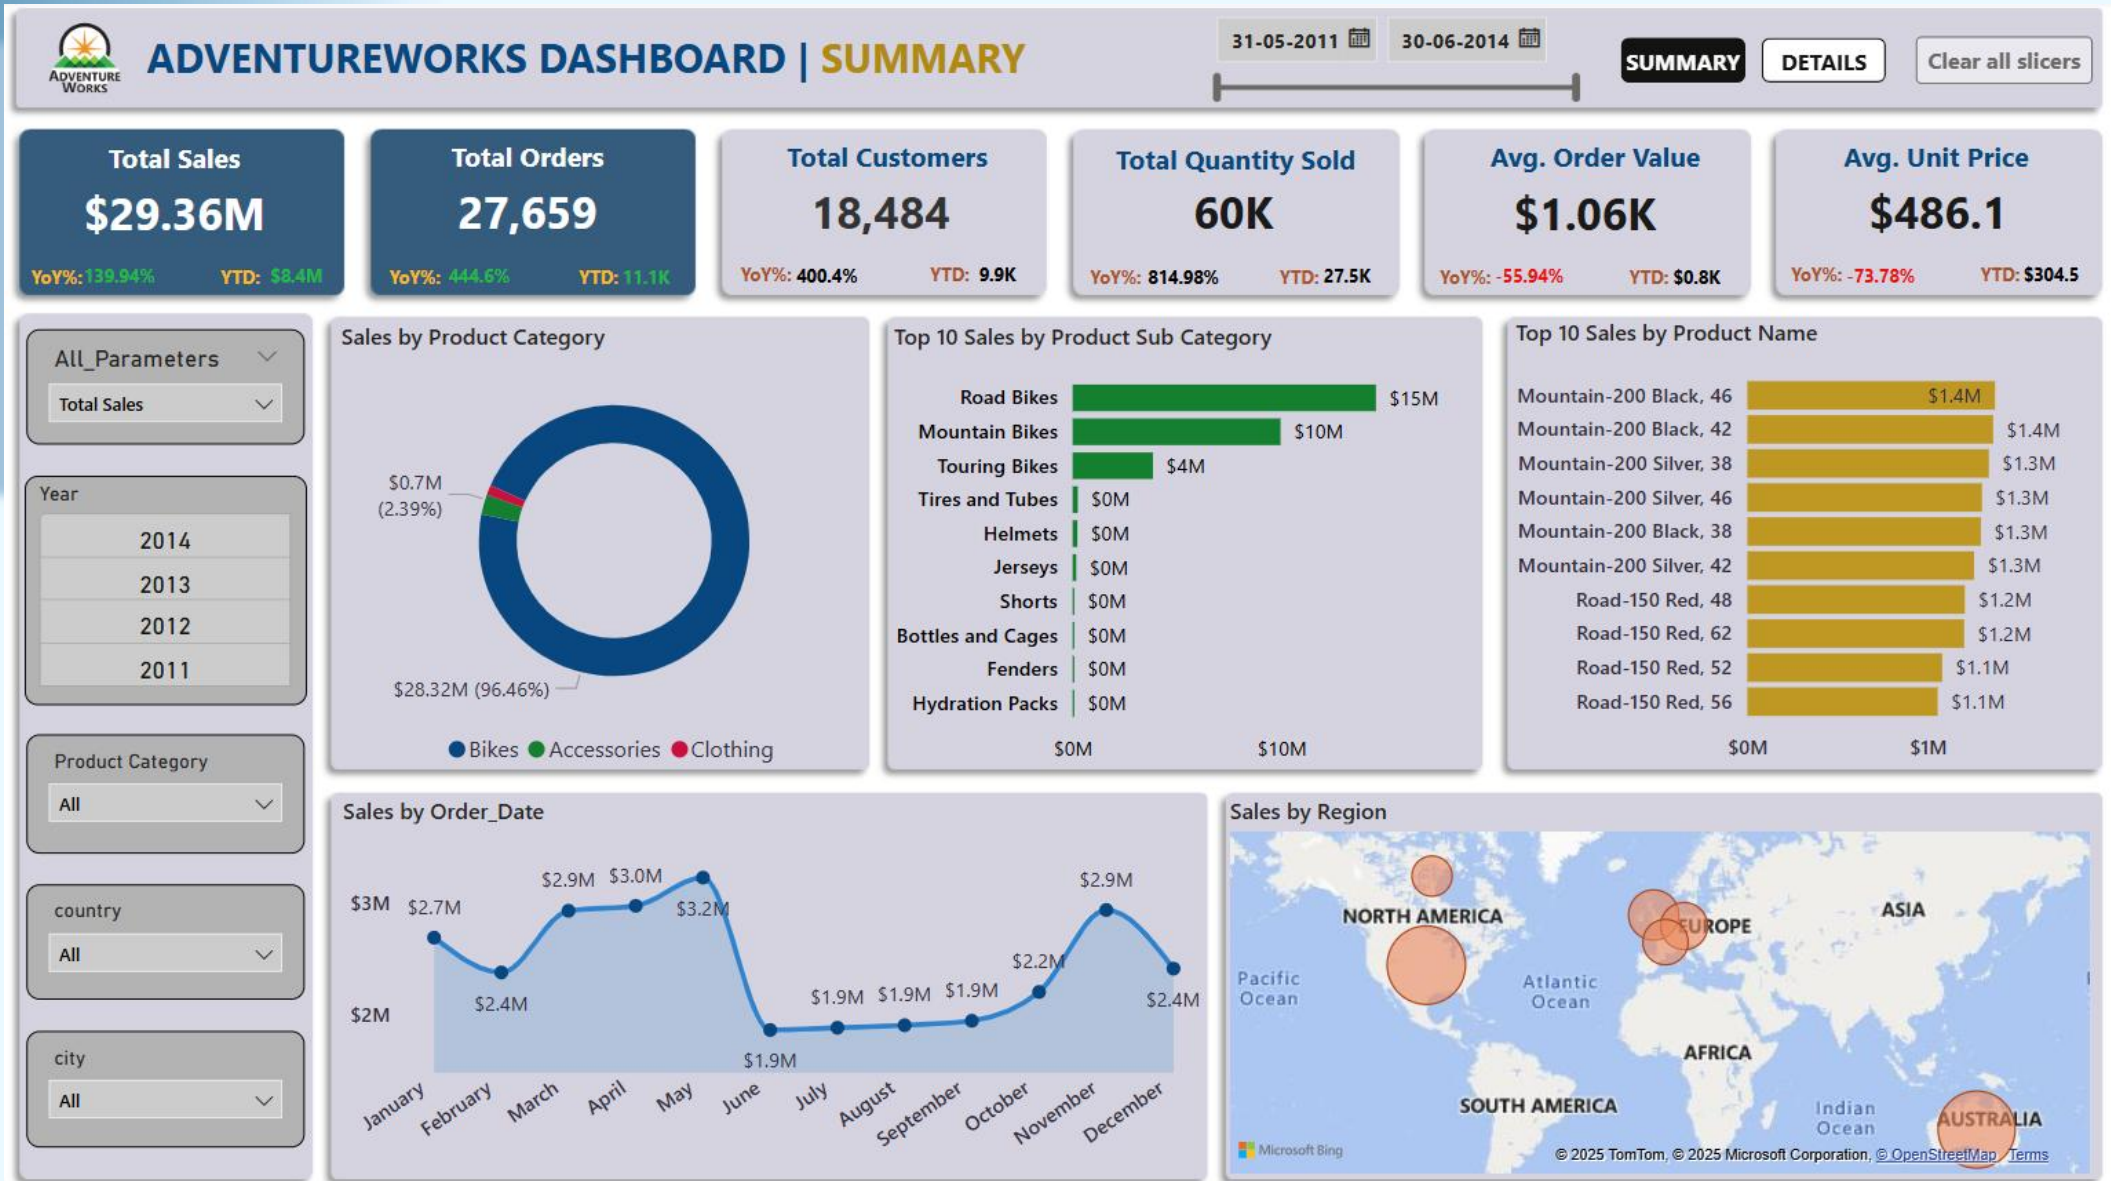 ADVENTURE
WORKS
ADVENTUREWORKS DASHBOARD | SUMMARY
31-05-2011
30-06-2014
SUMMARY
DETAILS
Clear all slicers
Total Sales
$29.36M
YoY%: 139.94%
YTD: $8.4M
Total Orders
27,659
YoY%: 444.6%
YTD: 11.1K
Total Customers
18,484
YoY%: 400.4%
YTD: 9.9K
Total Quantity Sold
60K
YoY%: 814.98%
YTD: 27.5K
Avg. Order Value
$1.06K
YoY%: -55.94%
YTD: $0.8K
Avg. Unit Price
$486.1
YoY%: -73.78%
YTD: $304.5
All_Parameters
Total Sales
Year
2014
2013
2012
2011
Product Category
All
country
All
city
All
Sales by Product Category
$0.7M
(2.39%)
$28.32M (96.46%)
Bikes
Accessories
Clothing
Top 10 Sales by Product Sub Category
Road Bikes $15M
Mountain Bikes $10M
Touring Bikes $4M
Tires and Tubes $0M
Helmets $0M
Jerseys $0M
Shorts $0M
Bottles and Cages $0M
Fenders $0M
Hydration Packs $0M
$0M $10M
Top 10 Sales by Product Name
Mountain-200 Black, 46 $1.4M
Mountain-200 Black, 42 $1.4M
Mountain-200 Silver, 38 $1.3M
Mountain-200 Silver, 46 $1.3M
Mountain-200 Black, 38 $1.3M
Mountain-200 Silver, 42 $1.3M
Road-150 Red, 48 $1.2M
Road-150 Red, 62 $1.2M
Road-150 Red, 52 $1.1M
Road-150 Red, 56 $1.1M
$0M $1M
Sales by Order_Date
$3M
$2M
$2.7M
$2.4M
$2.9M
$3.0M
$3.2M
$1.9M
$1.9M
$1.9M
$1.9M
$2.2M
$2.9M
$2.4M
January
February
March
April
May
June
July
August
September
October
November
December
Sales by Region
NORTH AMERICA
EUROPE
ASIA
Pacific
Ocean
Atlantic
Ocean
AFRICA
SOUTH AMERICA
Indian
Ocean
AUSTRALIA
Microsoft Bing
© 2025 TomTom, © 2025 Microsoft Corporation, © OpenStreetMap Terms